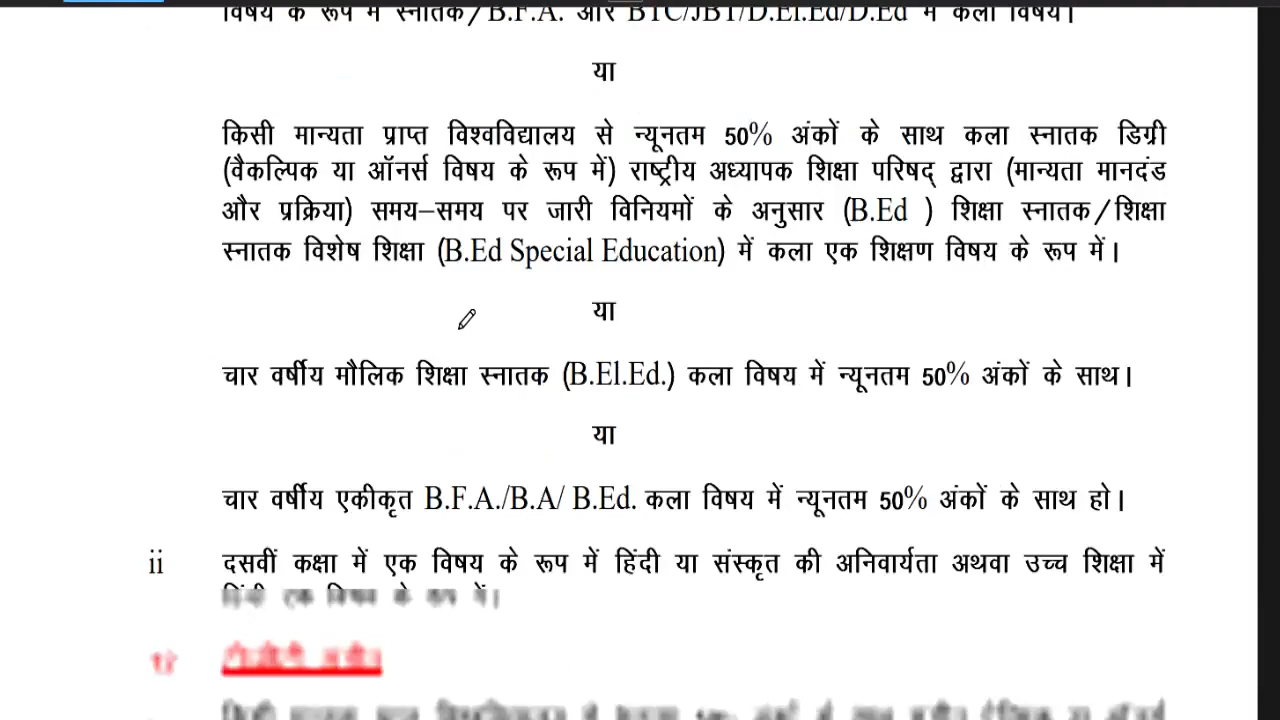 विषय के रूप में स्नातक/B.F.A. और BTC/JBT/D.El.Ed/D.Ed में कला विषय।
या
किसी मान्यता प्राप्त विश्वविद्यालय से न्यूनतम 50% अंकों के साथ कला स्नातक डिग्री
(वैकल्पिक या ऑनर्स विषय के रूप में) राष्ट्रीय अध्यापक शिक्षा परिषद् द्वारा (मान्यता मानदंड
और प्रक्रिया) समय–समय पर जारी विनियमों के अनुसार (B.Ed ) शिक्षा स्नातक/शिक्षा
स्नातक विशेष शिक्षा (B.Ed Special Education) में कला एक शिक्षण विषय के रूप में।
या
चार वर्षीय मौलिक शिक्षा स्नातक (B.El.Ed.) कला विषय में न्यूनतम 50% अंकों के साथ।
या
चार वर्षीय एकीकृत B.F.A./B.A/ B.Ed. कला विषय में न्यूनतम 50% अंकों के साथ हो।
ii दसवीं कक्षा में एक विषय के रूप में हिंदी या संस्कृत की अनिवार्यता अथवा उच्च शिक्षा में
हिंदी एक विषय के रूप में।